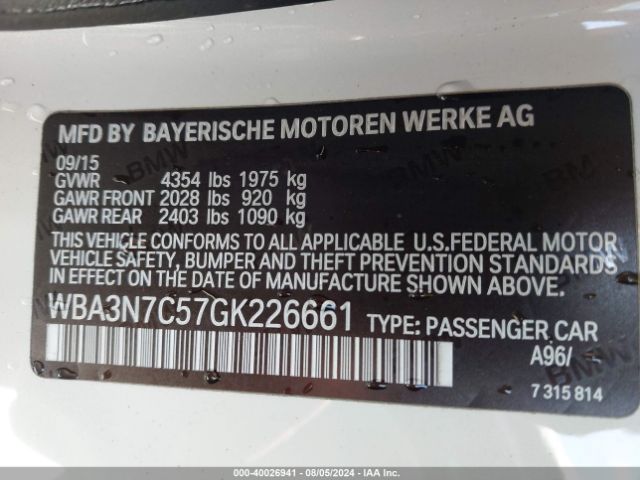 MFD BY BAYERISCHE MOTOREN WERKE AG
09/15
GVWR 4354 lbs 1975 kg
GAWR FRONT 2028 lbs 920 kg
GAWR REAR 2403 lbs 1090 kg
THIS VEHICLE CONFORMS TO ALL APPLICABLE U.S.FEDERAL MOTOR
VEHICLE SAFETY, BUMPER AND THEFT PREVENTION STANDARDS
IN EFFECT ON THE DATE OF MANUFACTURE SHOWN ABOVE.
WBA3N7C57GK226661 TYPE: PASSENGER CAR
A96/
7 315 814
000-40026941 - 08/05/2024 - IAA Inc.